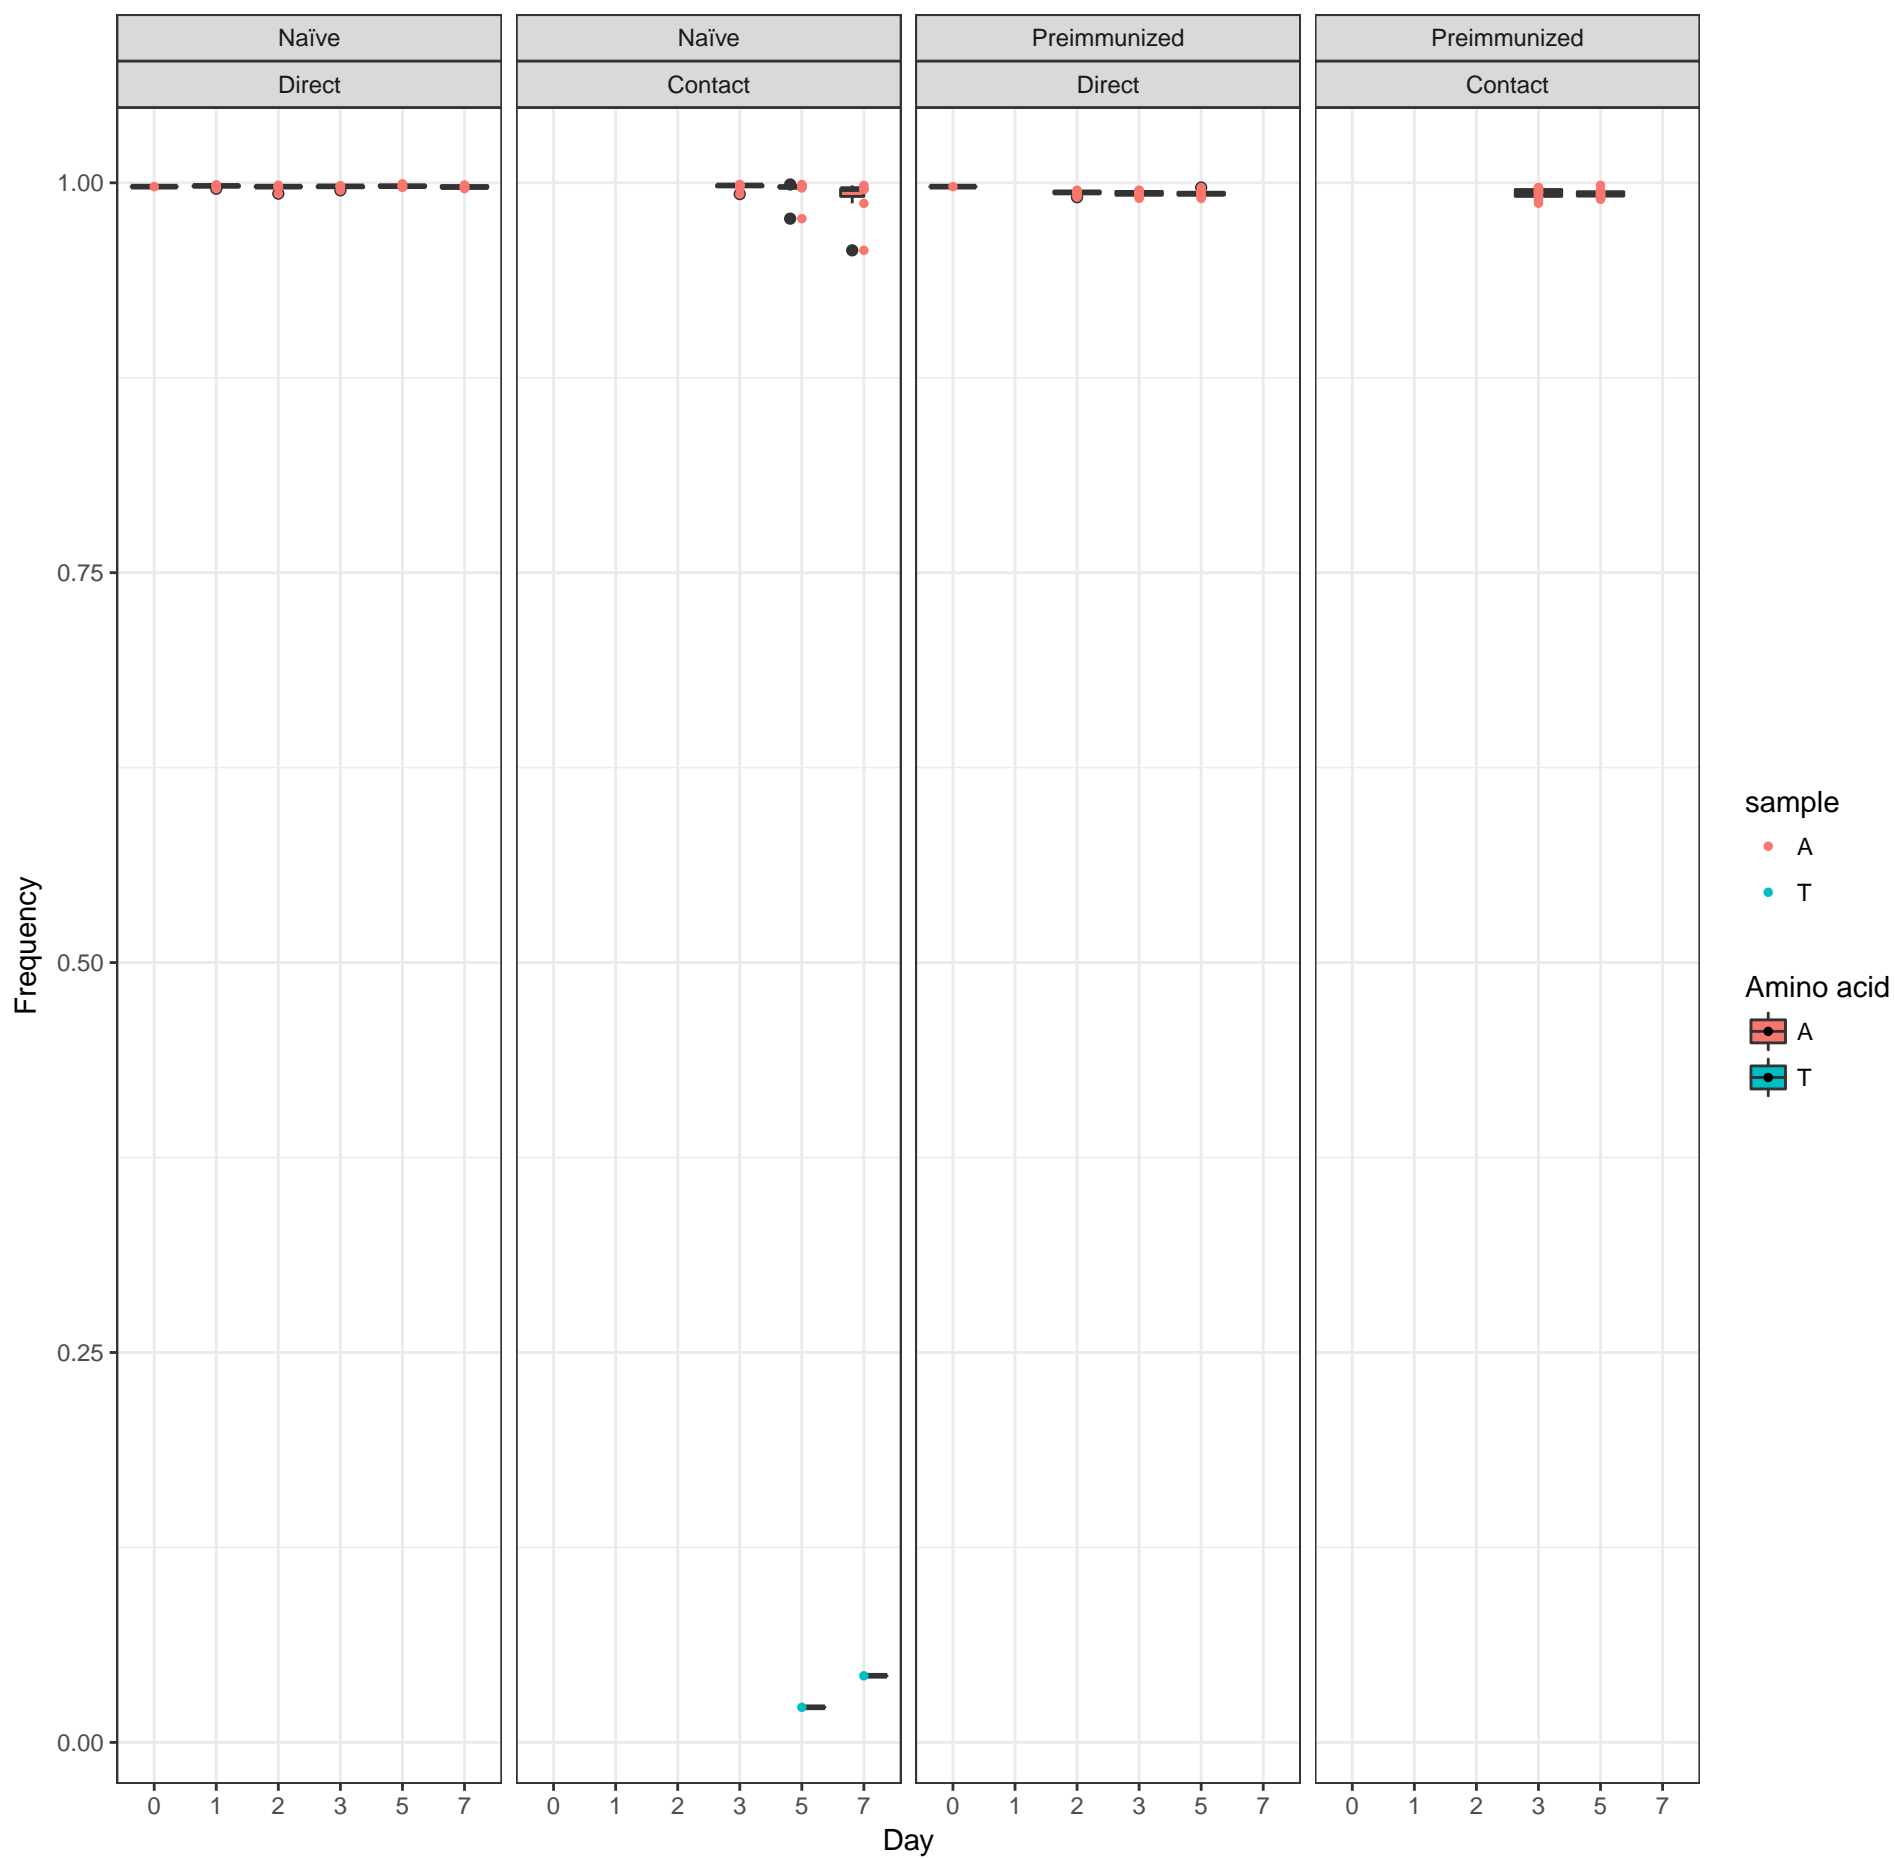 Naïve Naïve Preimmunized Preimmunized
Direct Contact Direct Contact
1.00
0.75
0.50
0.25
0.00
Frequency
0 1 2 3 5 7 0 1 2 3 5 7 0 1 2 3 5 7 0 1 2 3 5 7
Day
sample
A
T
Amino acid
A
T